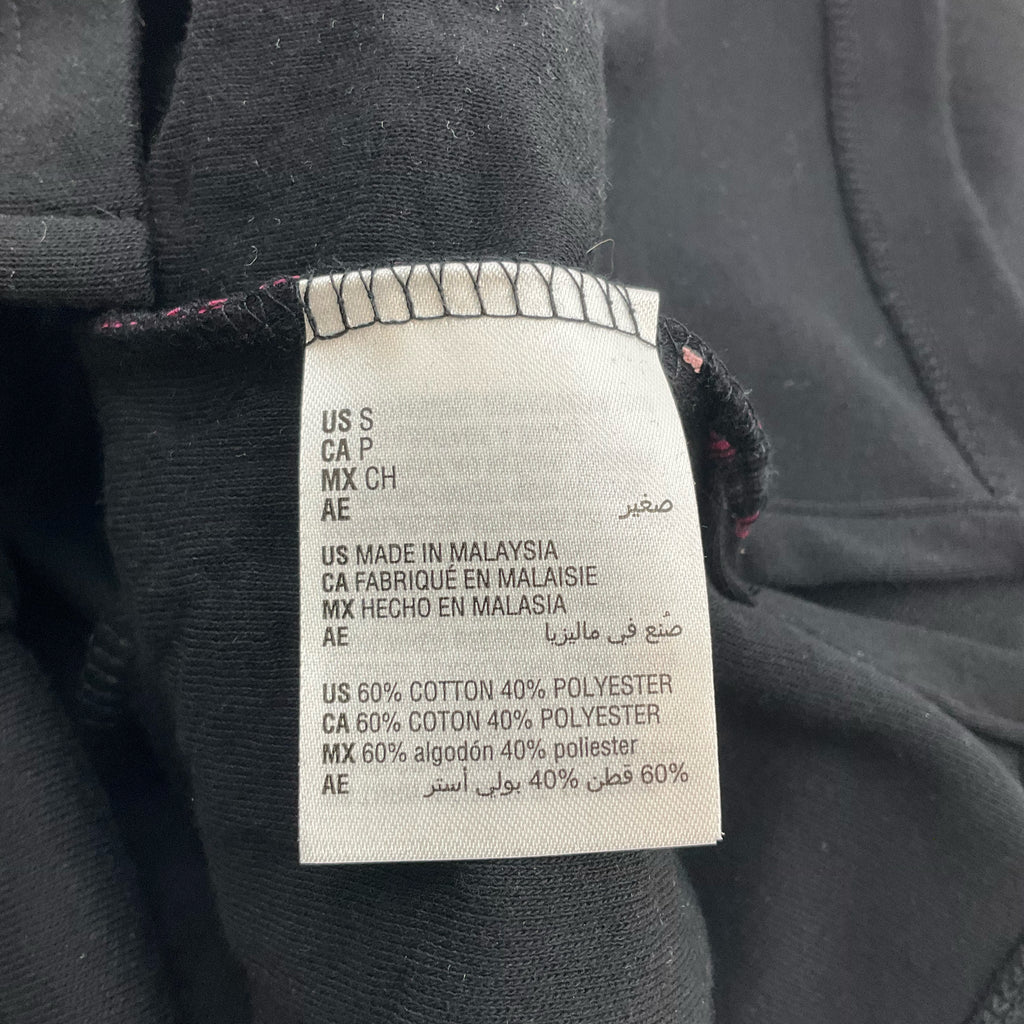 US S
CA P
MX CH
AE صغير
US MADE IN MALAYSIA
CA FABRIQUÉ EN MALAISIE
MX HECHO EN MALASIA
AE صُنع في ماليزيا
US 60% COTTON 40% POLYESTER
CA 60% COTON 40% POLYESTER
MX 60% algodón 40% poliester
AE 60% قطن 40% بولي أستر